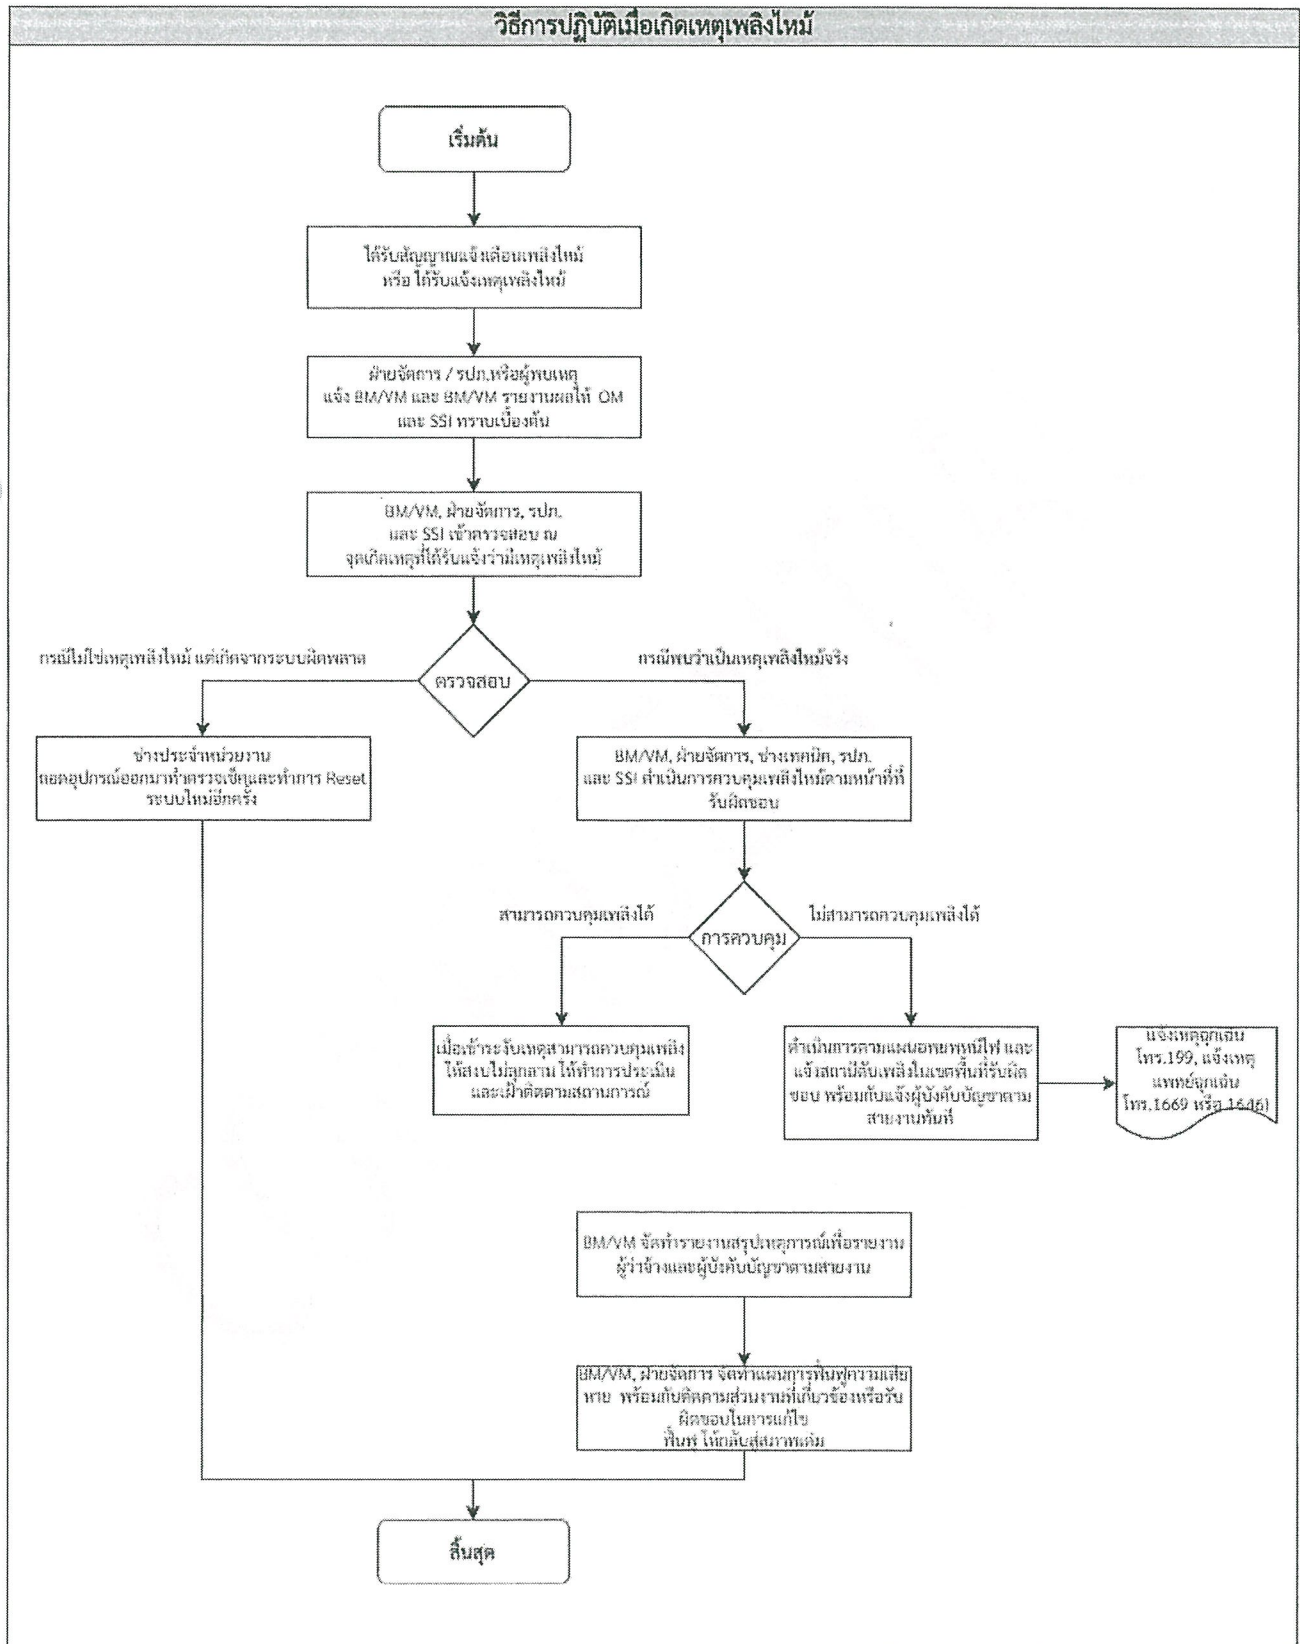 วิธีการปฏิบัติเมื่อเกิดเหตุเพลิงไหม้
เริ่มต้น
ได้รับสัญญาณแจ้งเตือนเพลิงไหม้
หรือ ได้รับแจ้งเหตุเพลิงไหม้
ฝ่ายจัดการ / รปภ.หรือผู้พบเหตุ
แจ้ง BM/VM และ BM/VM รายงานผลให้ OM
และ SSI ทราบเบื้องต้น
BM/VM, ฝ่ายจัดการ, รปภ.
และ SSI เข้าตรวจสอบ ณ
จุดเกิดเหตุที่ได้รับแจ้งว่ามีเหตุเพลิงไหม้
กรณีไม่ใช่เหตุเพลิงไหม้ แต่เกิดจากระบบผิดพลาด
กรณีพบว่าเป็นเหตุเพลิงไหม้จริง
ตรวจสอบ
ช่างประจำหน่วยงาน
ถอดอุปกรณ์ออกมาทำตรวจเช็คและทำการ Reset
ระบบใหม่อีกครั้ง
BM/VM, ฝ่ายจัดการ, ช่างเทคนิค, รปภ.
และ SSI ดำเนินการควบคุมเพลิงไหม้ตามหน้าที่ที่
รับผิดชอบ
สามารถควบคุมเพลิงได้
ไม่สามารถควบคุมเพลิงได้
การควบคุม
เมื่อเข้าระงับเหตุสามารถควบคุมเพลิง
ให้สงบไม่ลุกลาม ให้ทำการประเมิน
และเฝ้าติดตามสถานการณ์
ดำเนินการตามแผนอพยพหนีไฟ และ
แจ้งสถานีดับเพลิงในเขตพื้นที่รับผิด
ชอบ พร้อมกับแจ้งผู้บังคับบัญชาตาม
สายงานทันที
แจ้งเหตุฉุกเฉิน
โทร.199, แจ้งเหตุ
แพทย์ฉุกเฉิน
โทร.1669 หรือ 1646)
BM/VM จัดทำรายงานสรุปเหตุการณ์เพื่อรายงาน
ผู้ว่าจ้างและผู้บังคับบัญชาตามสายงาน
BM/VM, ฝ่ายจัดการ จัดทำแผนการฟื้นฟูความเสีย
หาย พร้อมกับติดตามส่วนงานที่เกี่ยวข้องหรือรับ
ผิดชอบในการแก้ไข
ฟื้นฟู ให้กลับสู่สภาพเดิม
สิ้นสุด